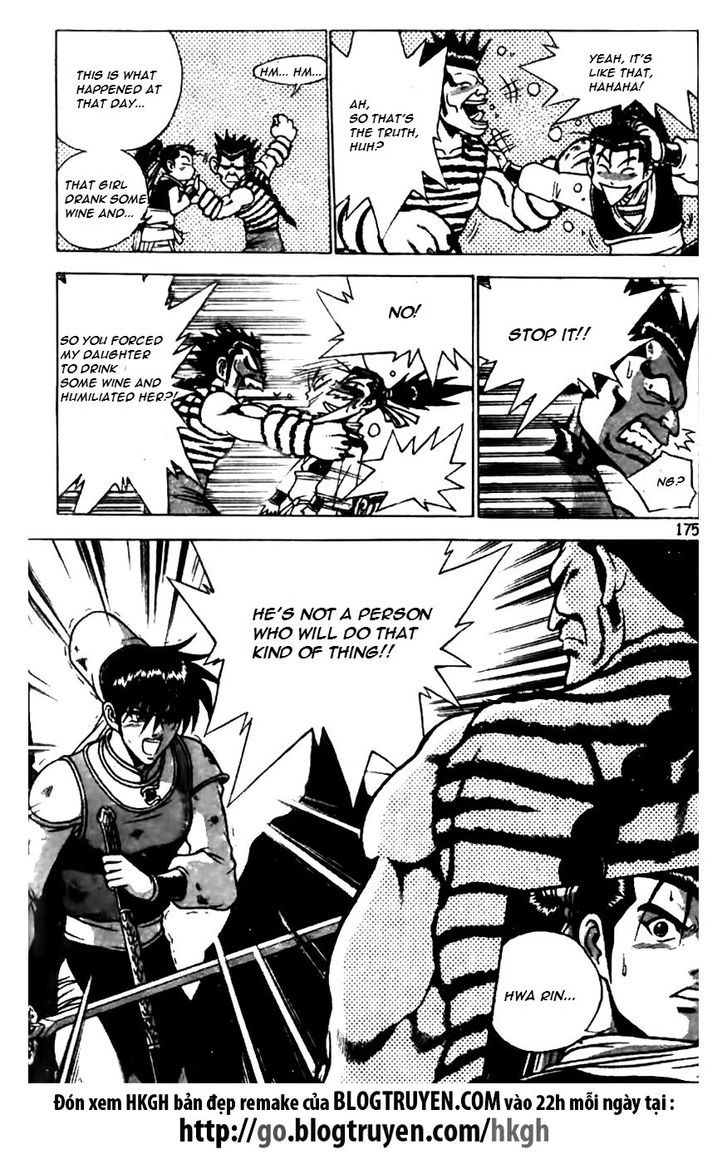 THIS IS WHAT
HAPPENED AT
THAT DAY...
HM... HM...
THAT GIRL
DRANK SOME
WINE AND...
YEAH, IT'S
LIKE THAT,
HAHAHA!
AH,
SO THAT'S
THE TRUTH,
HUH?
SO YOU FORCED
MY DAUGHTER
TO DRINK
SOME WINE AND
HUMILIATED HER?!
NO!
STOP IT!!
NG?
175
HE'S NOT A PERSON
WHO WILL DO THAT
KIND OF THING!!
HWA RIN...
Đón xem HKGH bản đẹp remake của BLOGTRUYEN.COM vào 22h mỗi ngày tại :
http://go.blogtruyen.com/hkgh